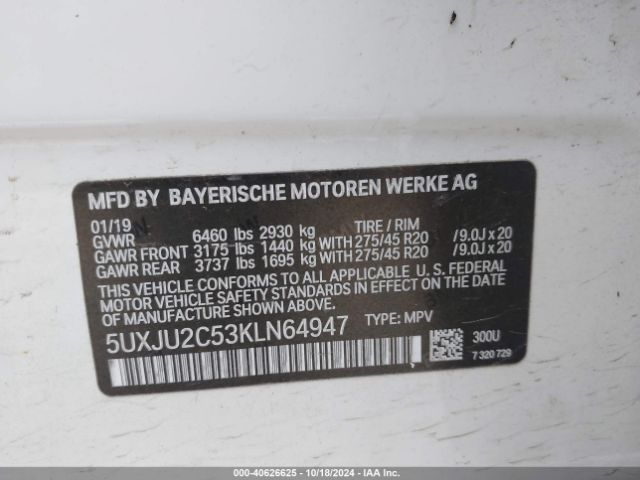 MFD BY BAYERISCHE MOTOREN WERKE AG
01/19 TIRE / RIM
GVWR 6460 lbs 2930 kg
GAWR FRONT 3175 lbs 1440 kg WITH 275/45 R20 /9.0J x 20
GAWR REAR 3737 lbs 1695 kg WITH 275/45 R20 /9.0J x 20
THIS VEHICLE CONFORMS TO ALL APPLICABLE U.S. FEDERAL
MOTOR VEHICLE SAFETY STANDARDS IN EFFECT ON THE DATE
OF MANUFACTURE SHOWN ABOVE.
5UXJU2C53KLN64947 TYPE: MPV
300U
7 320 729
000-40626625 - 10/18/2024 - IAA Inc.